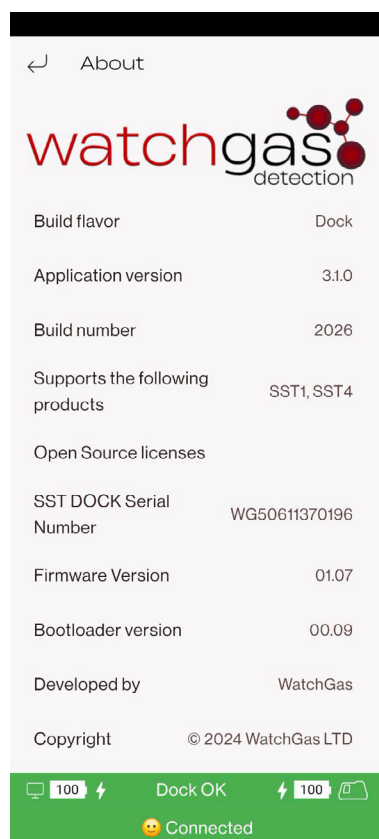 About
watchgas
detection
Build flavor Dock
Application version 3.1.0
Build number 2026
Supports the following
products SST1, SST4
Open Source licenses
SST DOCK Serial
Number WG50611370196
Firmware Version 01.07
Bootloader version 00.09
Developed by WatchGas
Copyright © 2024 WatchGas LTD
100 Dock OK 100
Connected